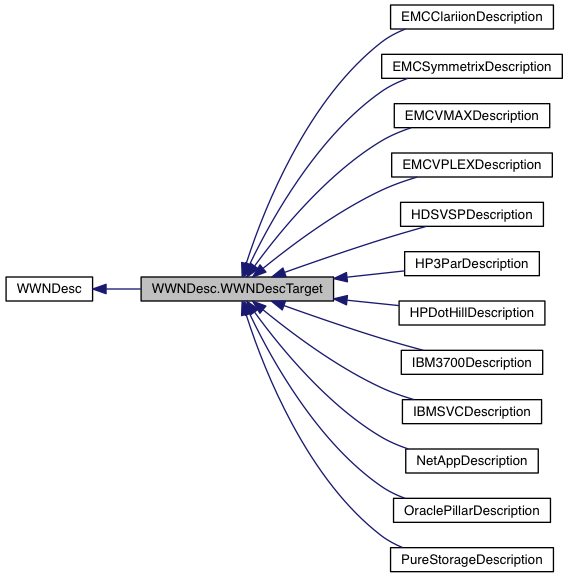 EMCClariionDescription
EMCSymmetrixDescription
EMCVMAXDescription
EMCVPLEXDescription
HDSVSPDescription
HP3ParDescription
WWNDesc
WWNDesc.WWNDescTarget
HPDotHillDescription
IBM3700Description
IBMSVCDescription
NetAppDescription
OraclePillarDescription
PureStorageDescription